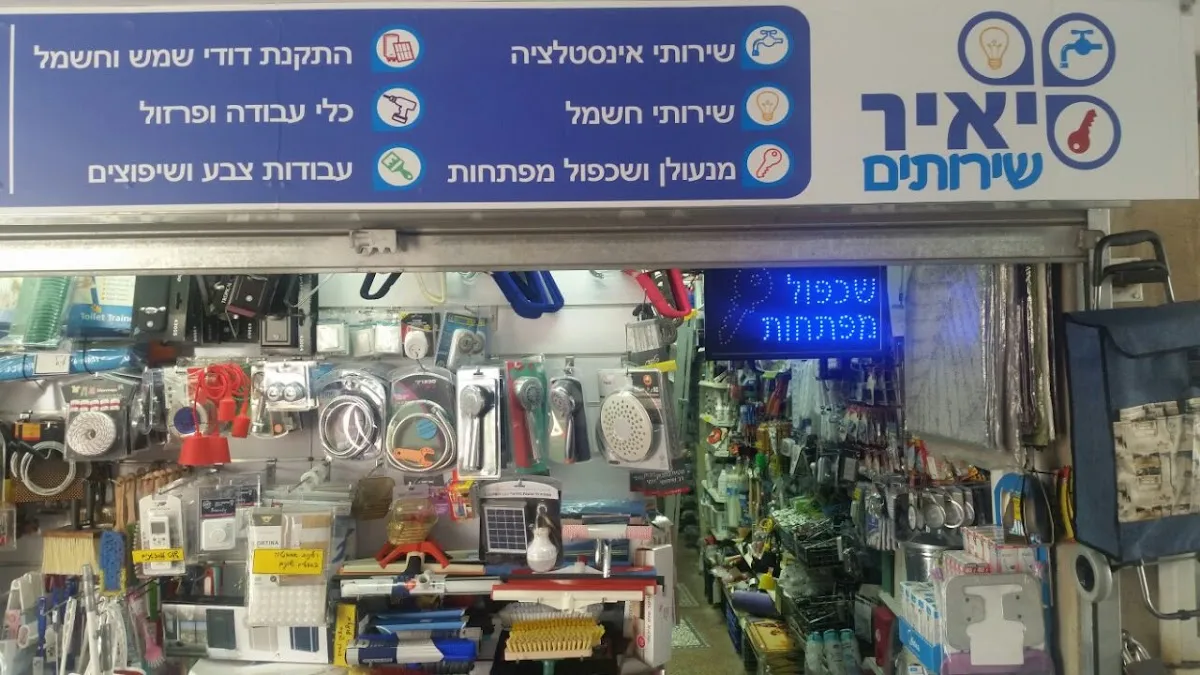 יאיר
שירותים
שירותי אינסטלציה
שירותי חשמל
מנעולן ושכפול מפתחות
התקנת דודי שמש וחשמל
כלי עבודה ופרזול
עבודות צבע ושיפוצים
שכפול
מפתחות